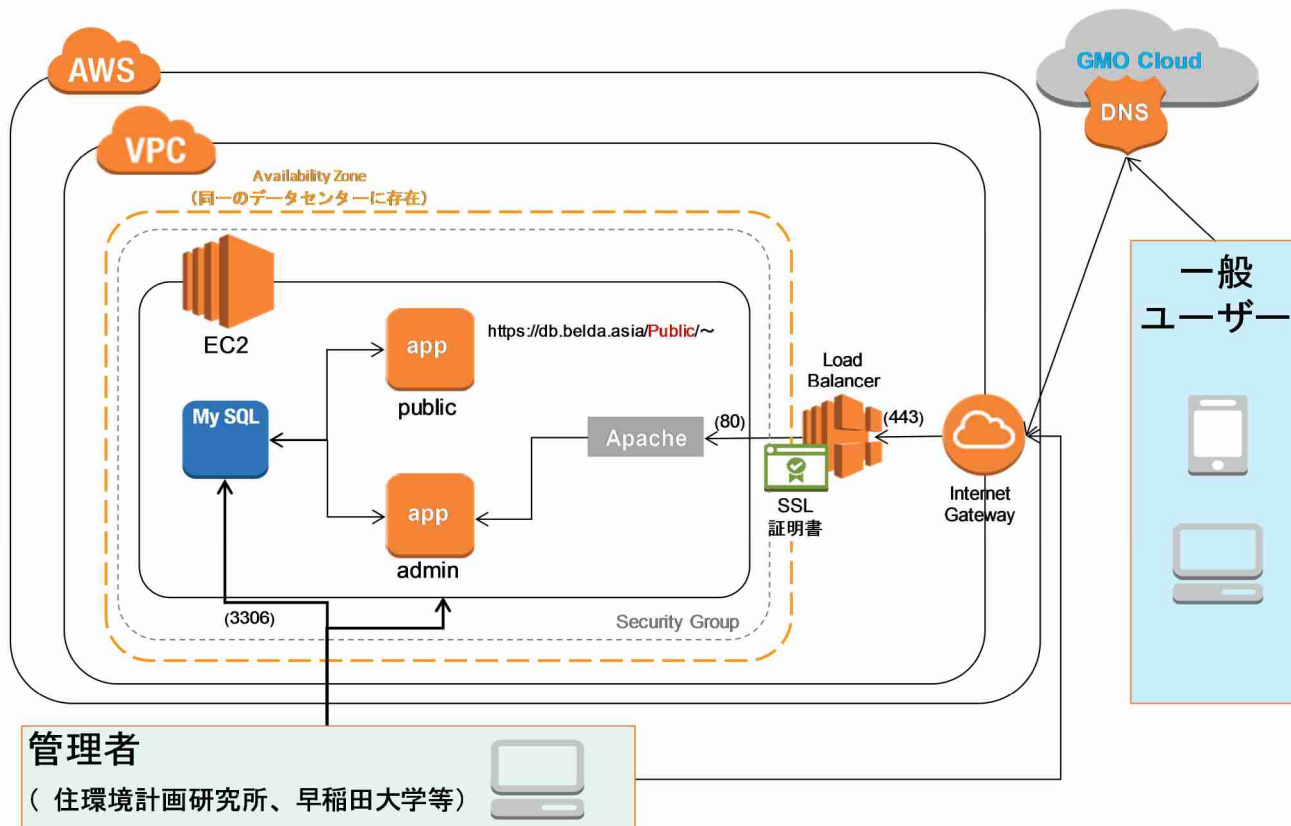 AWS
GMO Cloud
DNS
VPC
Availability Zone
(同一のデータセンターに存在)
一般
ユーザー
EC2
app
public
https://db.belda.asia/Public/～
Load
Balancer
My SQL
Apache
(80)
(443)
SSL
証明書
Internet
Gateway
app
admin
(3306)
Security Group
管理者
( 住環境計画研究所、早稲田大学等)